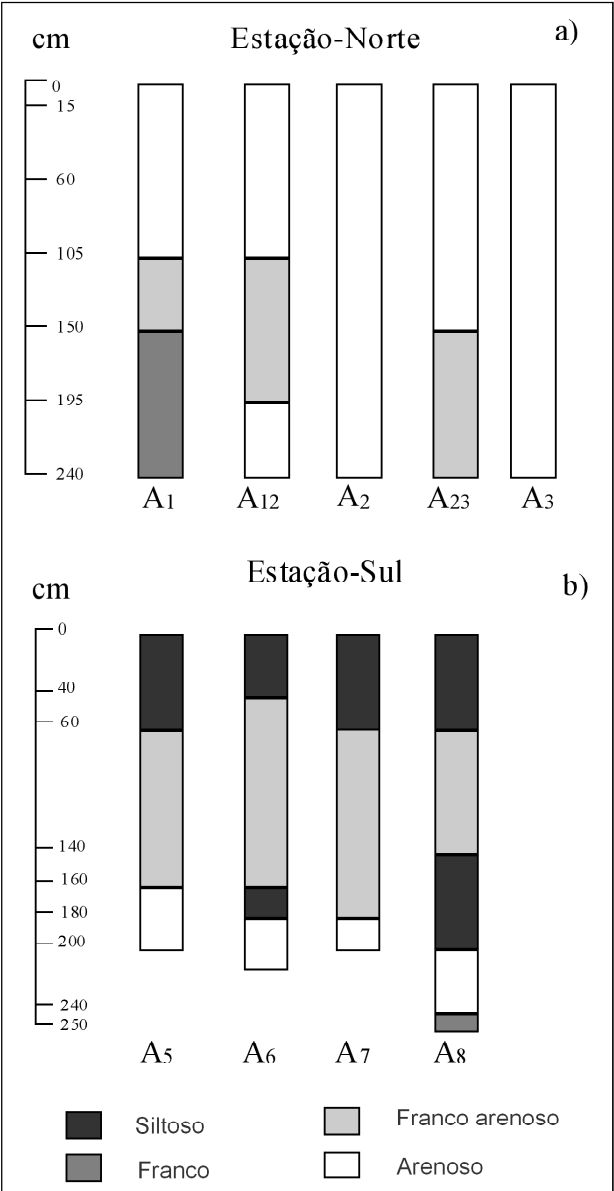 cm Estação-Norte a)
0
15
60
105
150
195
240
A1 A12 A2 A23 A3
Estação-Sul b)
cm
0
40
60
140
160
180
200
240
250
A5 A6 A7 A8
Siltoso Franco arenoso
Franco Arenoso